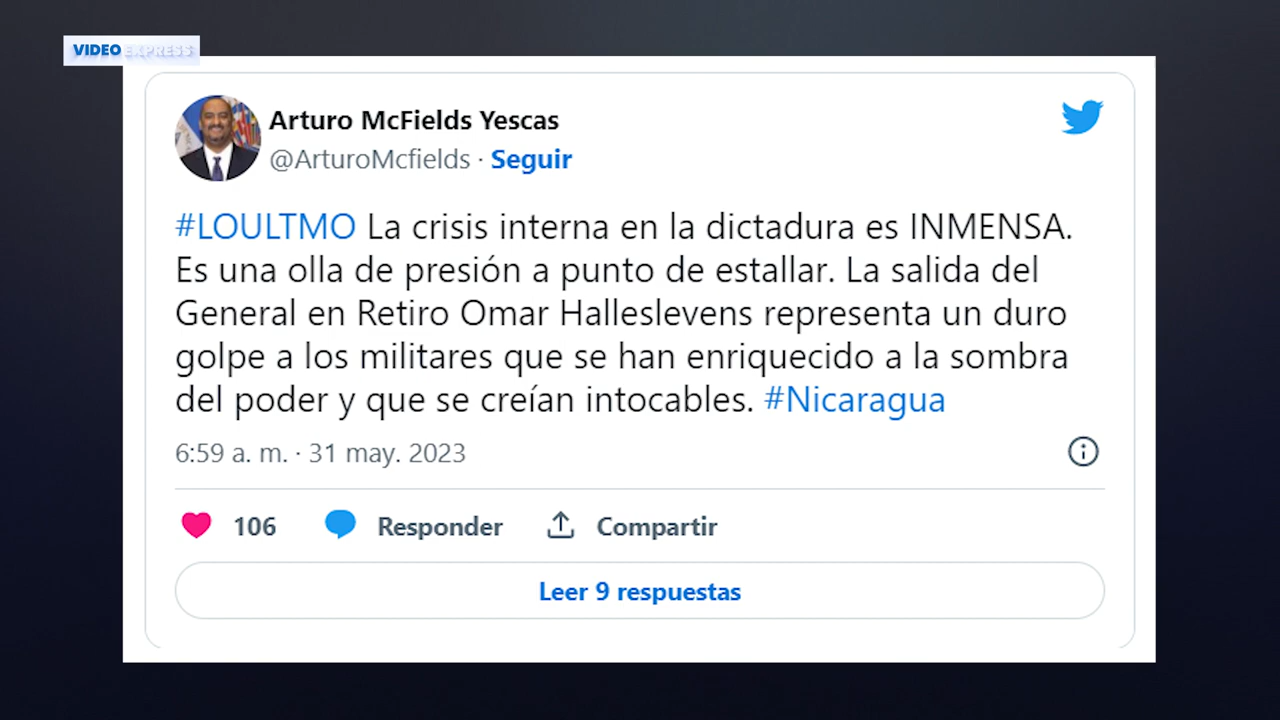 VIDEO EXPRESS
Arturo McFields Yescas
@ArturoMcfields · Seguir
#LOULTMO La crisis interna en la dictadura es INMENSA.
Es una olla de presión a punto de estallar. La salida del
General en Retiro Omar Halleslevens representa un duro
golpe a los militares que se han enriquecido a la sombra
del poder y que se creían intocables. #Nicaragua
6:59 a. m. · 31 may. 2023
106 Responder Compartir
Leer 9 respuestas